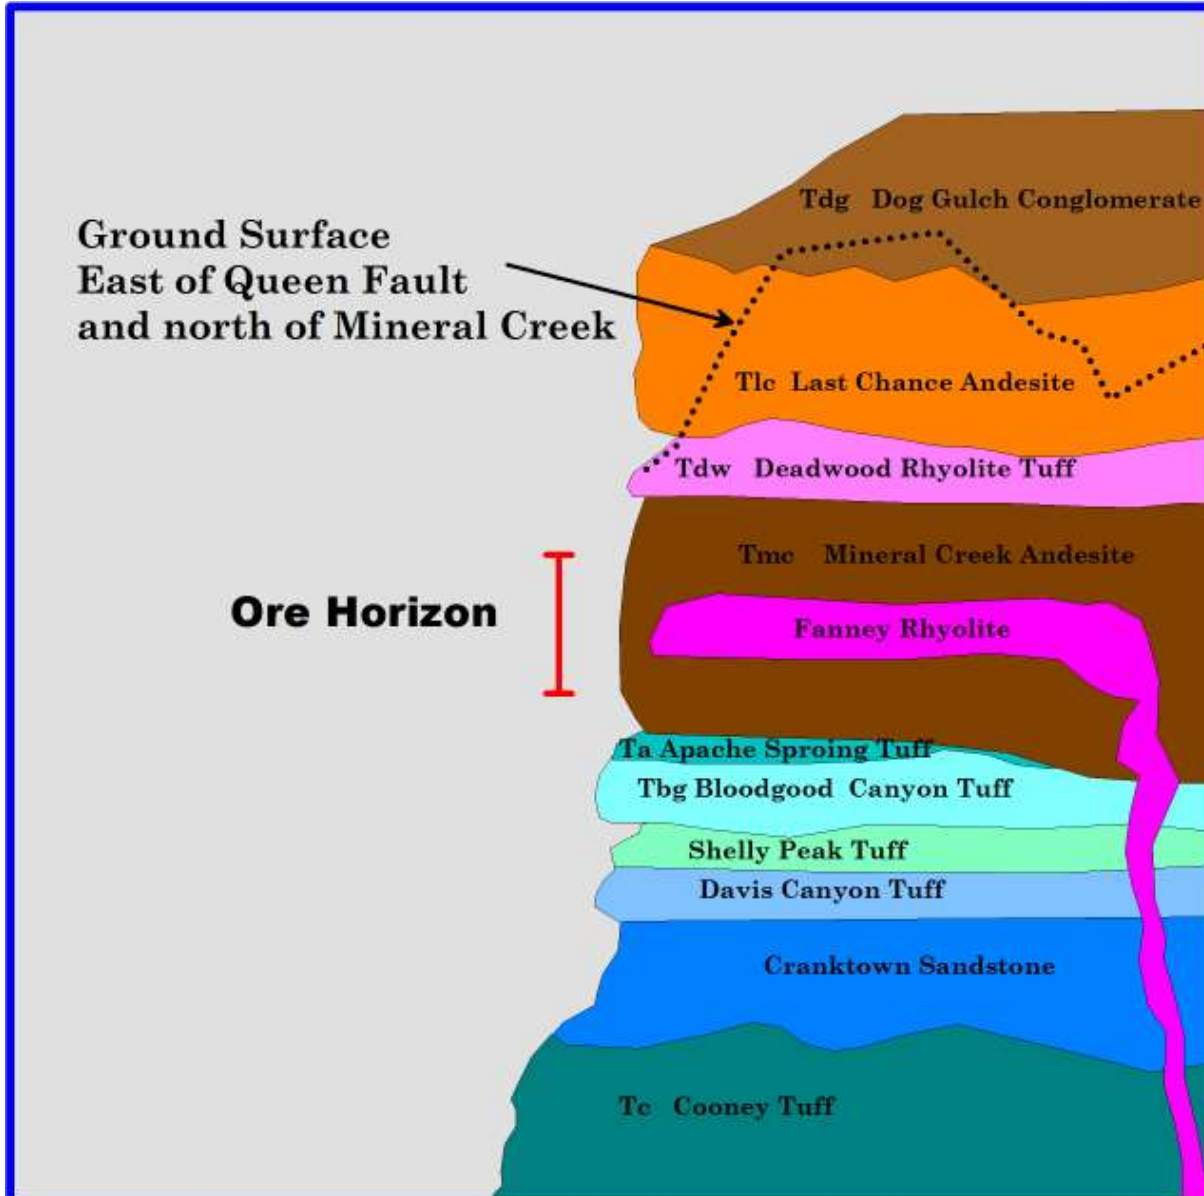 Tdg Dog Gulch Conglomerate
Ground Surface
East of Queen Fault
and north of Mineral Creek
Tlc Last Chance Andesite
Tdw Deadwood Rhyolite Tuff
Tmc Mineral Creek Andesite
Ore Horizon
Fanney Rhyolite
Ta Apache Sproing Tuff
Tbg Bloodgood Canyon Tuff
Shelly Peak Tuff
Davis Canyon Tuff
Cranktown Sandstone
Tc Cooney Tuff